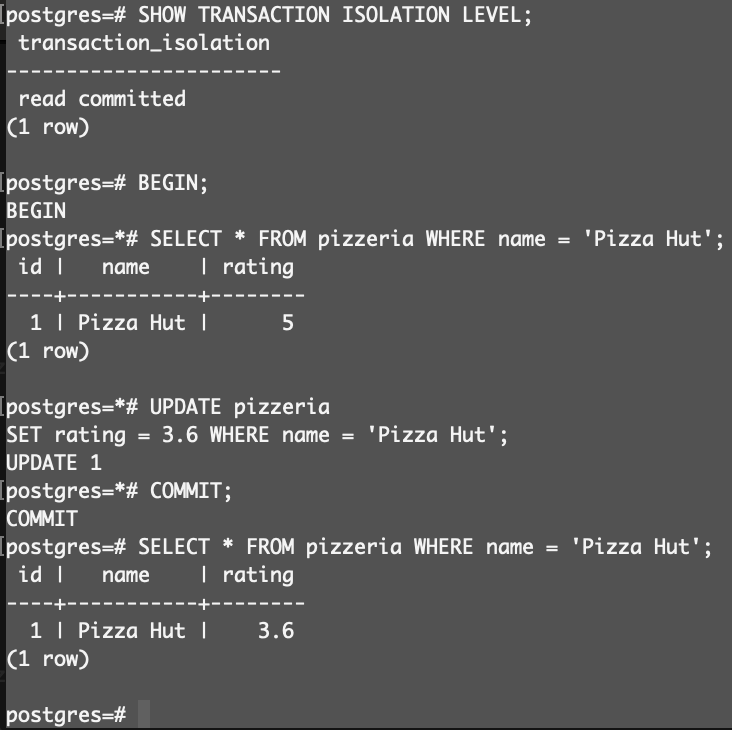 postgres=# SHOW TRANSACTION ISOLATION LEVEL;
 transaction_isolation
-----------------------
 read committed
(1 row)

postgres=# BEGIN;
BEGIN
postgres=*# SELECT * FROM pizzeria WHERE name = 'Pizza Hut';
 id |   name    | rating
----+-----------+--------
  1 | Pizza Hut |      5
(1 row)

postgres=*# UPDATE pizzeria
SET rating = 3.6 WHERE name = 'Pizza Hut';
UPDATE 1
postgres=*# COMMIT;
COMMIT
postgres=# SELECT * FROM pizzeria WHERE name = 'Pizza Hut';
 id |   name    | rating
----+-----------+--------
  1 | Pizza Hut |    3.6
(1 row)

postgres=#